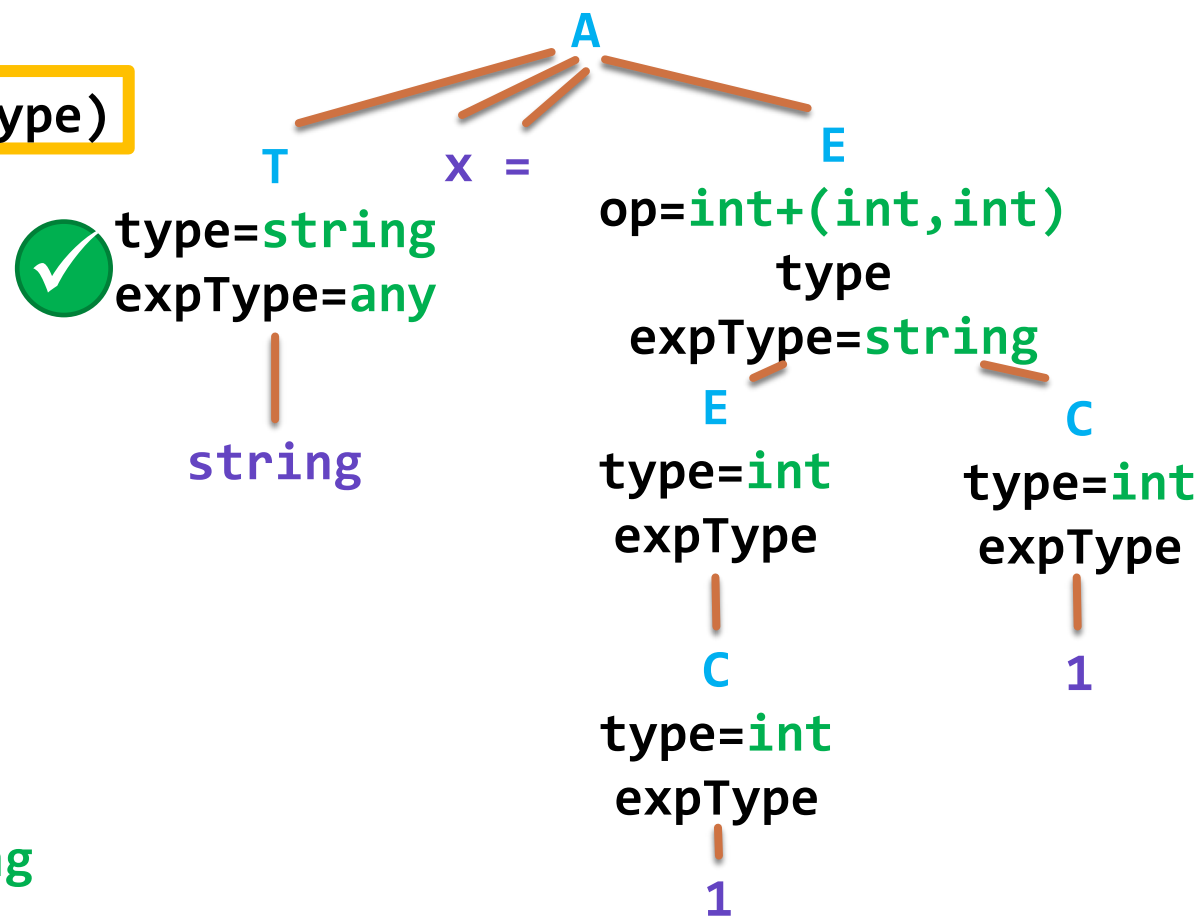 A
ype)
T
x =
E
type=string
expType=any
op=int+(int,int)
type
expType=string
string
E
type=int
expType
C
type=int
expType
C
type=int
expType
1
1
g